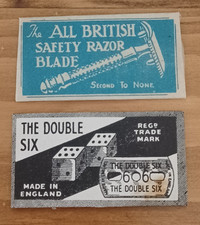 The ALL BRITISH
SAFETY RAZOR
BLADE
SECOND TO NONE.
THE DOUBLE
SIX
REGD
TRADE
MARK
MADE IN
ENGLAND
THE DOUBLE SIX
6060
THE DOUBLE SIX